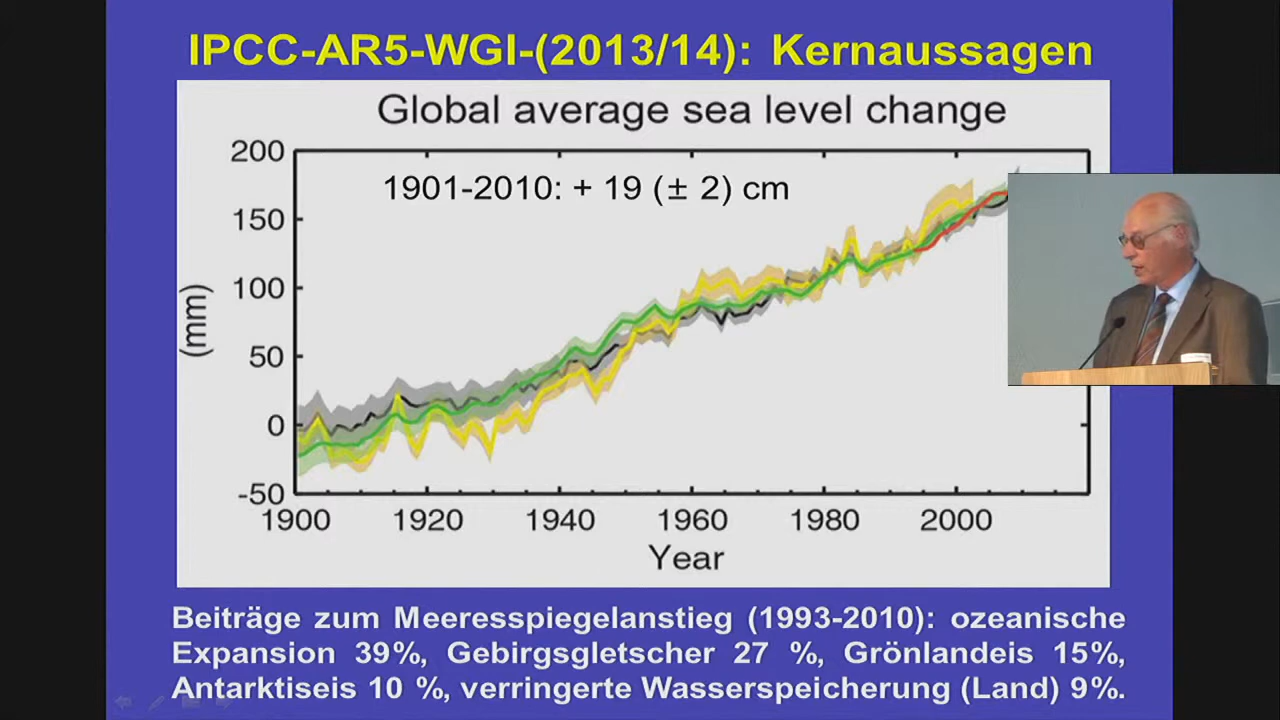 IPCC-AR5-WGI-(2013/14): Kernaussagen
Global average sea level change
200
1901-2010: + 19 (± 2) cm
150
100
(mm)
50
0
-50
1900 1920 1940 1960 1980 2000
Year
Beiträge zum Meeresspiegelanstieg (1993-2010): ozeanische
Expansion 39%, Gebirgsgletscher 27 %, Grönlandeis 15%,
Antarktiseis 10 %, verringerte Wasserspeicherung (Land) 9%.